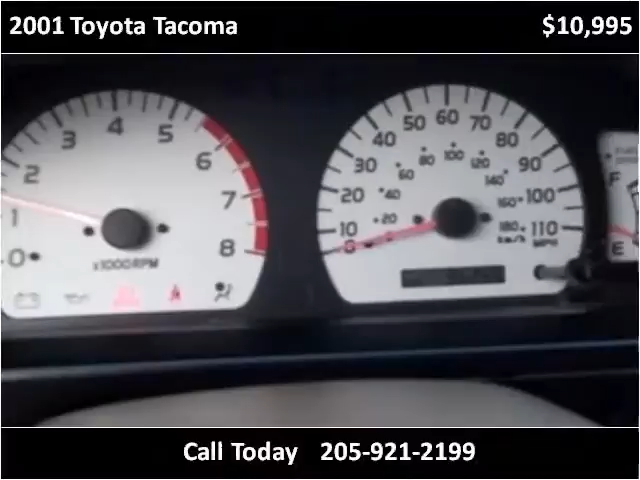 2001 Toyota Tacoma $10,995
0 1 2 3 4 5 6 7 8
x1000 RPM
0 10 20 30 40 50 60 70 80 90 100 110
20 40 60 80 100 120 140 160 180
km/h MPH
F
E
Call Today 205-921-2199